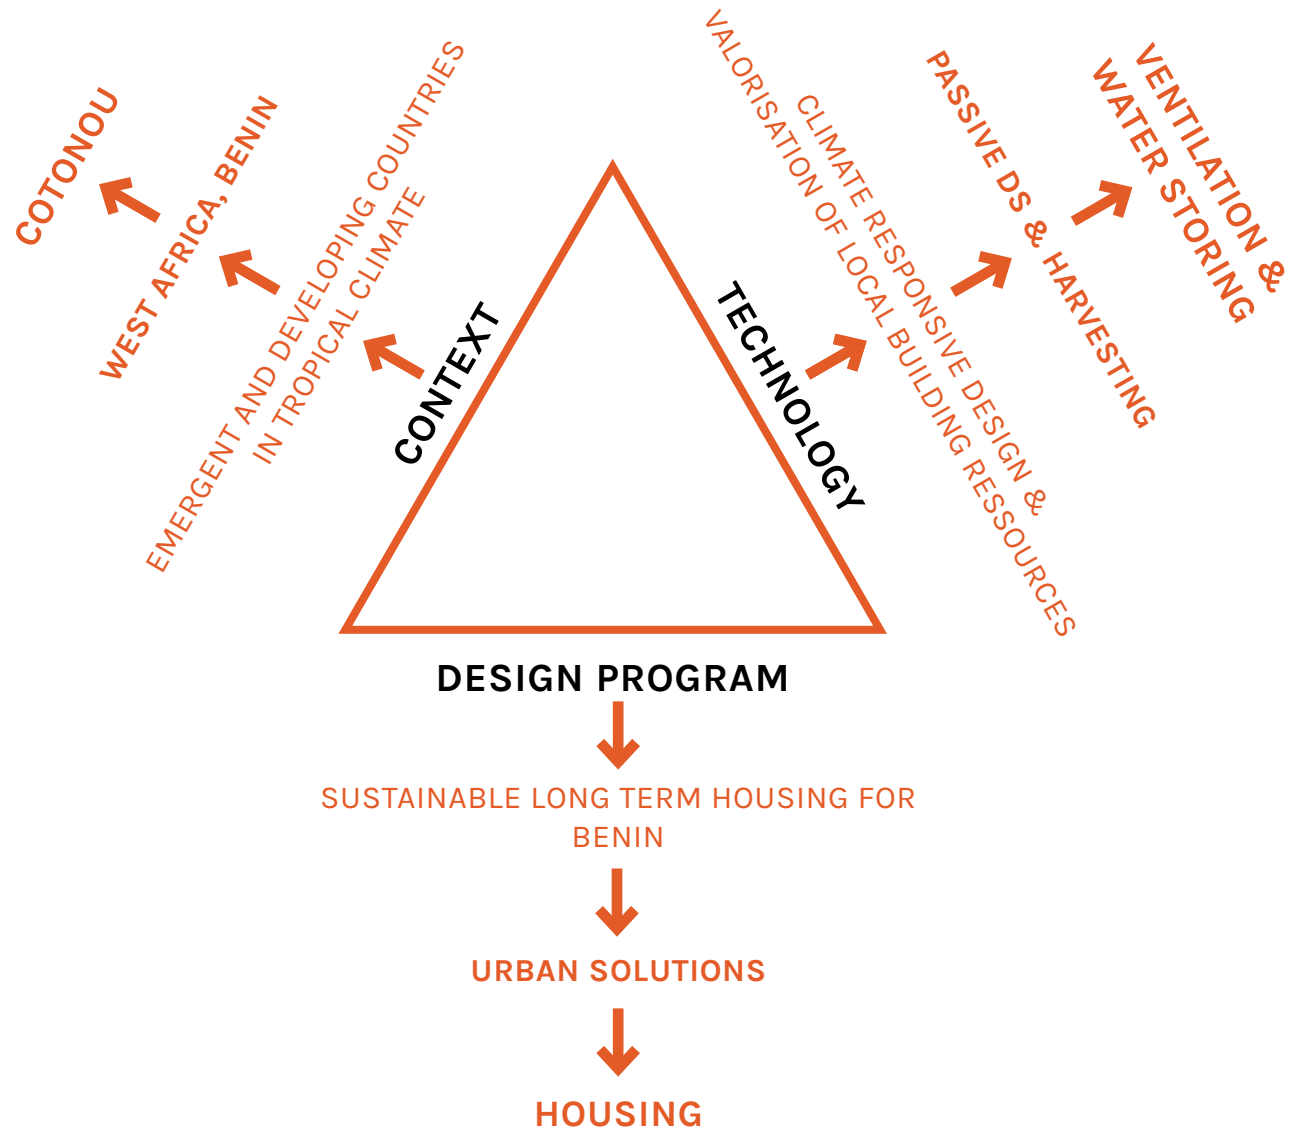 COTONOU
WEST AFRICA, BENIN
EMERGENT AND DEVELOPING COUNTRIES
IN TROPICAL CLIMATE
CONTEXT
TECHNOLOGY
CLIMATE RESPONSIVE DESIGN &
VALORISATION OF LOCAL BUILDING RESSOURCES
PASSIVE DS & HARVESTING
VENTILATION &
WATER STORING
DESIGN PROGRAM
SUSTAINABLE LONG TERM HOUSING FOR
BENIN
URBAN SOLUTIONS
HOUSING